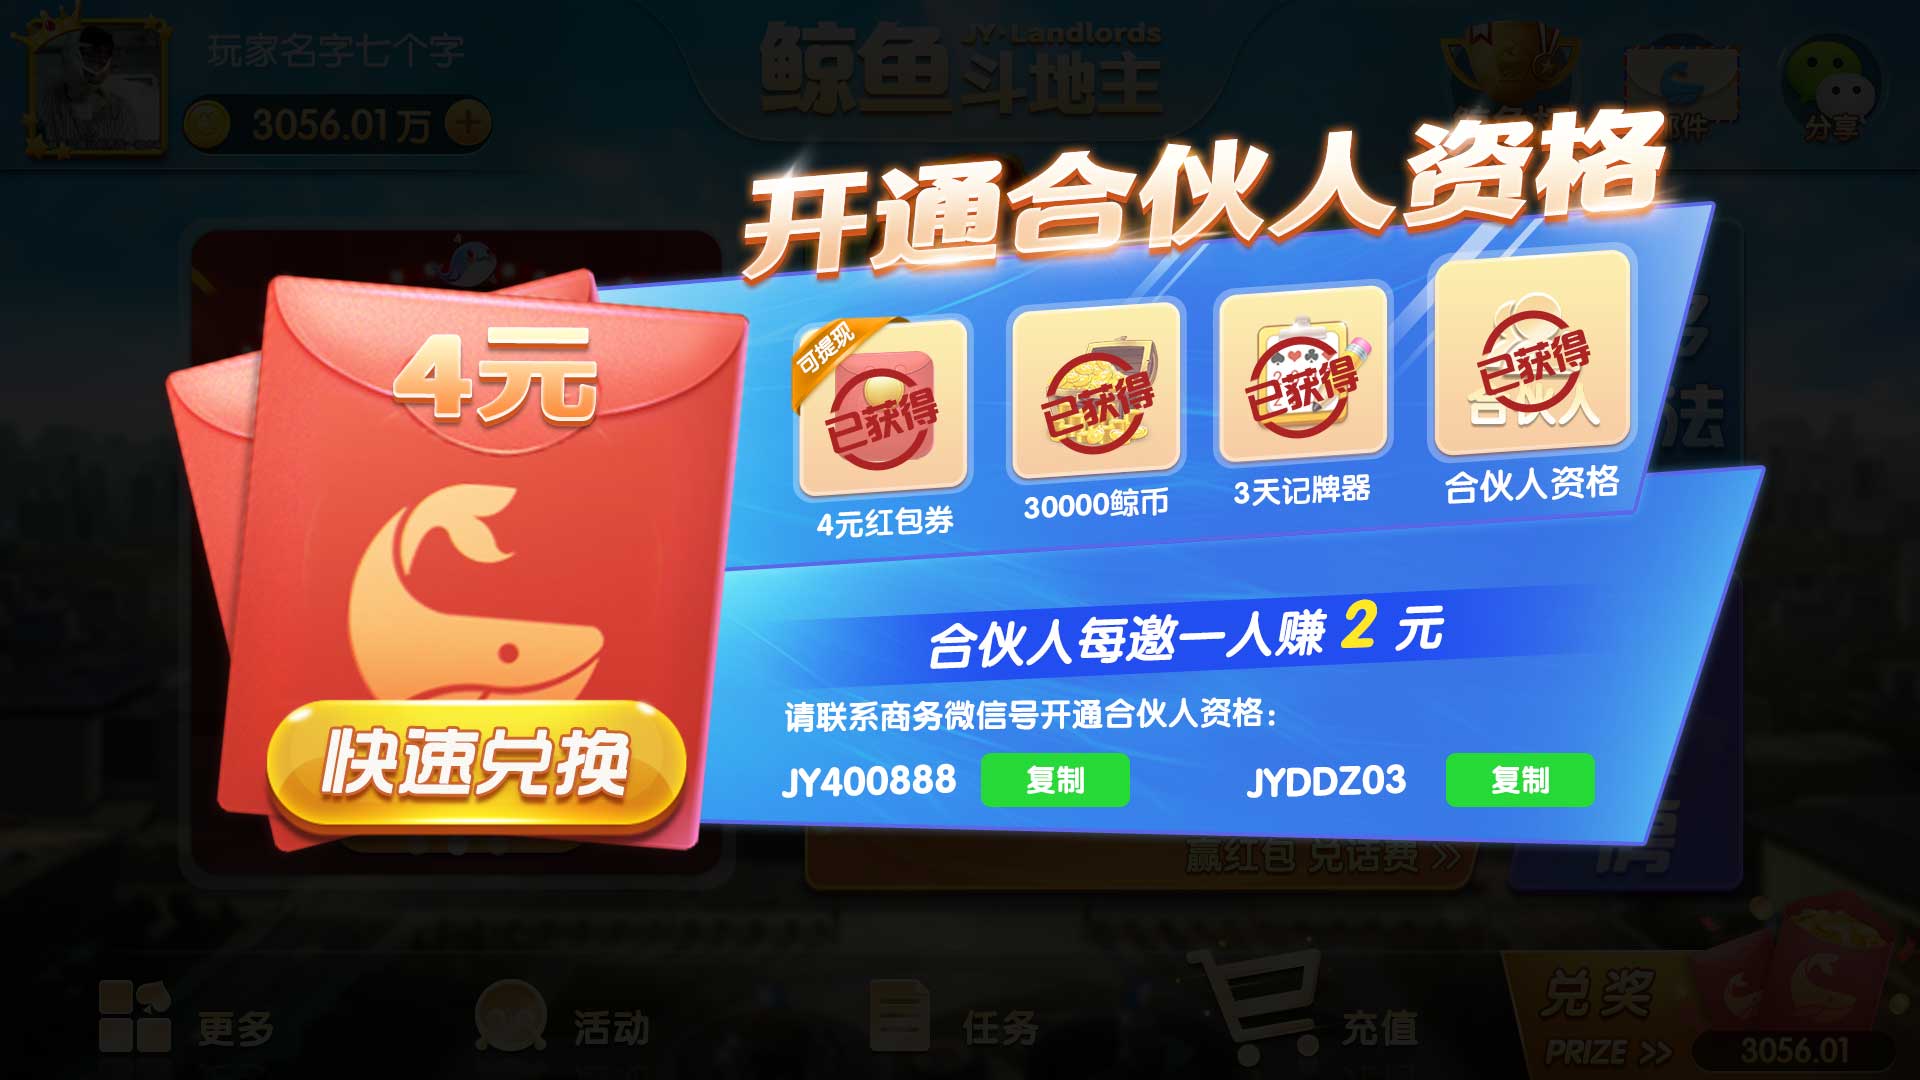 玩家名字七个字
3056.01万
鲸鱼斗地主
JY·Landlords
邮件
分享
开通合伙人资格
4元
可提现
已获得
已获得
已获得
已获得
合伙人
4元红包券
30000鲸币
3天记牌器
合伙人资格
合伙人每邀一人赚 2 元
请联系商务微信号开通合伙人资格：
JY400888
复制
JYDDZ03
复制
快速兑换
赢红包 兑话费 >>
更多
活动
任务
充值
兑奖
PRIZE >>
3056.01